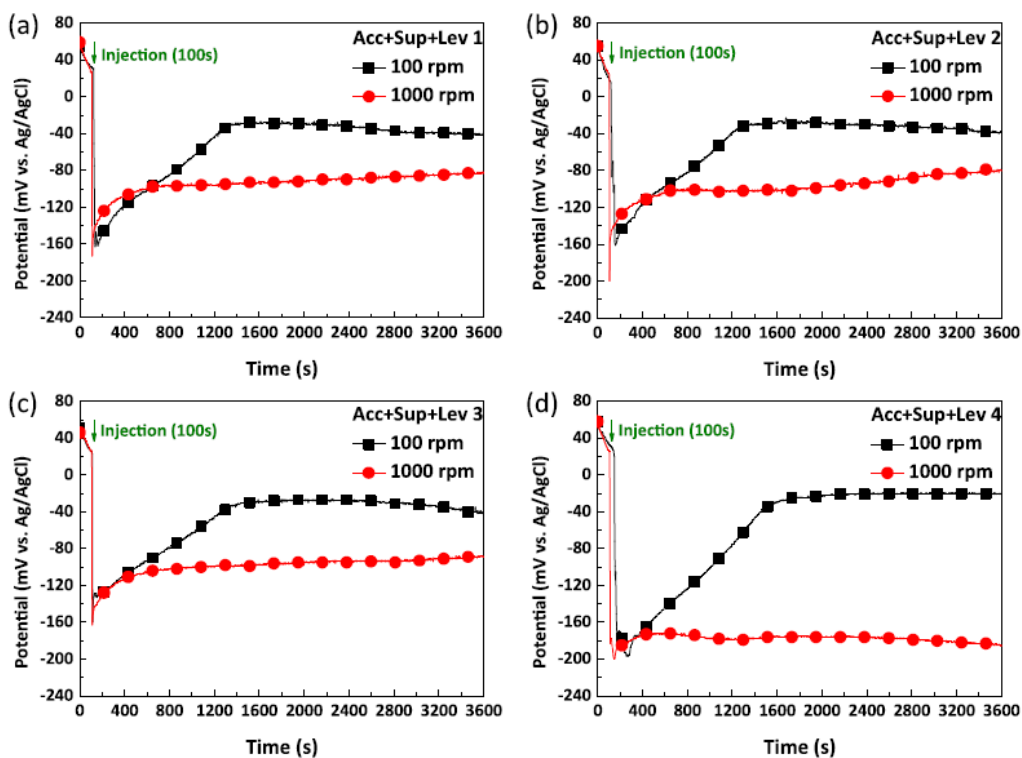 (a)
Acc+Sup+Lev 1
Injection (100s)
100 rpm
1000 rpm
80
40
0
-40
-80
-120
-160
-200
-240
Potential (mV vs. Ag/AgCl)
0 400 800 1200 1600 2000 2400 2800 3200 3600
Time (s)
(b)
Acc+Sup+Lev 2
Injection (100s)
100 rpm
1000 rpm
80
40
0
-40
-80
-120
-160
-200
-240
Potential (mV vs. Ag/AgCl)
0 400 800 1200 1600 2000 2400 2800 3200 3600
Time (s)
(c)
Acc+Sup+Lev 3
Injection (100s)
100 rpm
1000 rpm
80
40
0
-40
-80
-120
-160
-200
-240
Potential (mV vs. Ag/AgCl)
0 400 800 1200 1600 2000 2400 2800 3200 3600
Time (s)
(d)
Acc+Sup+Lev 4
Injection (100s)
100 rpm
1000 rpm
80
40
0
-40
-80
-120
-160
-200
-240
Potential (mV vs. Ag/AgCl)
0 400 800 1200 1600 2000 2400 2800 3200 3600
Time (s)